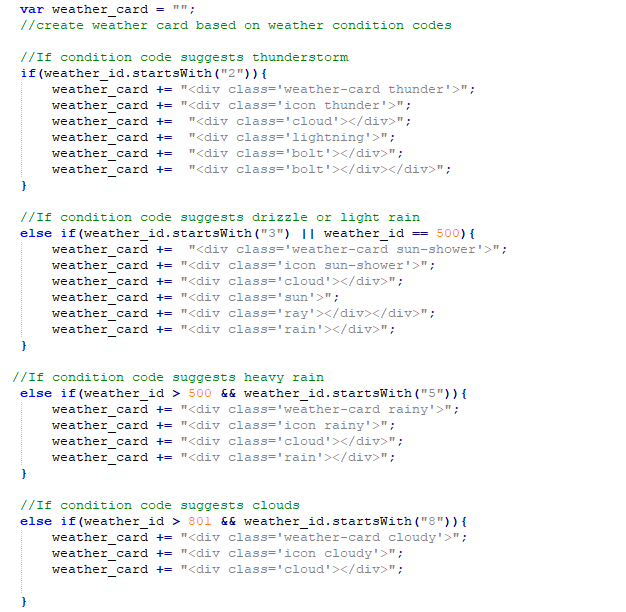 var weather_card = "";
//create weather card based on weather condition codes
//If condition code suggests thunderstorm
if(weather_id.startsWith("2")){
weather_card += "<div class='weather-card thunder'>";
weather_card += "<div class='icon thunder'>";
weather_card +=  "<div class='cloud'></div>";
weather_card += "<div class='lightning'>";
weather_card += "<div class='bolt'></div>";
weather_card += "<div class='bolt'></div></div>";
}
//If condition code suggests drizzle or light rain
else if(weather_id.startsWith("3") || weather_id == 500){
weather_card +=  "<div class='weather-card sun-shower'>";
weather_card += "<div class='icon sun-shower'>";
weather_card += "<div class='cloud'></div>";
weather_card += "<div class='sun'>";
weather_card += "<div class='ray'></div></div>";
weather_card += "<div class='rain'></div>";
}
//If condition code suggests heavy rain
else if(weather_id > 500 && weather_id.startsWith("5")){
weather_card += "<div class='weather-card rainy'>";
weather_card += "<div class='icon rainy'>";
weather_card += "<div class='cloud'></div>";
weather_card += "<div class='rain'></div>";
}
//If condition code suggests clouds
else if(weather_id > 801 && weather_id.startsWith("8")){
weather_card += "<div class='weather-card cloudy'>";
weather_card += "<div class='icon cloudy'>";
weather_card += "<div class='cloud'></div>";
}